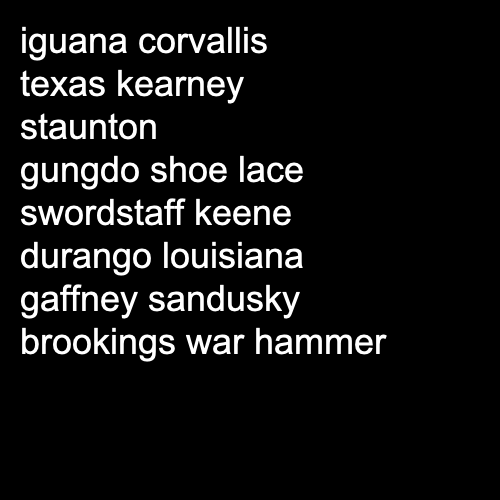 iguana corvallis
texas kearney
staunton
gungdo shoe lace
swordstaff keene
durango louisiana
gaffney sandusky
brookings war hammer